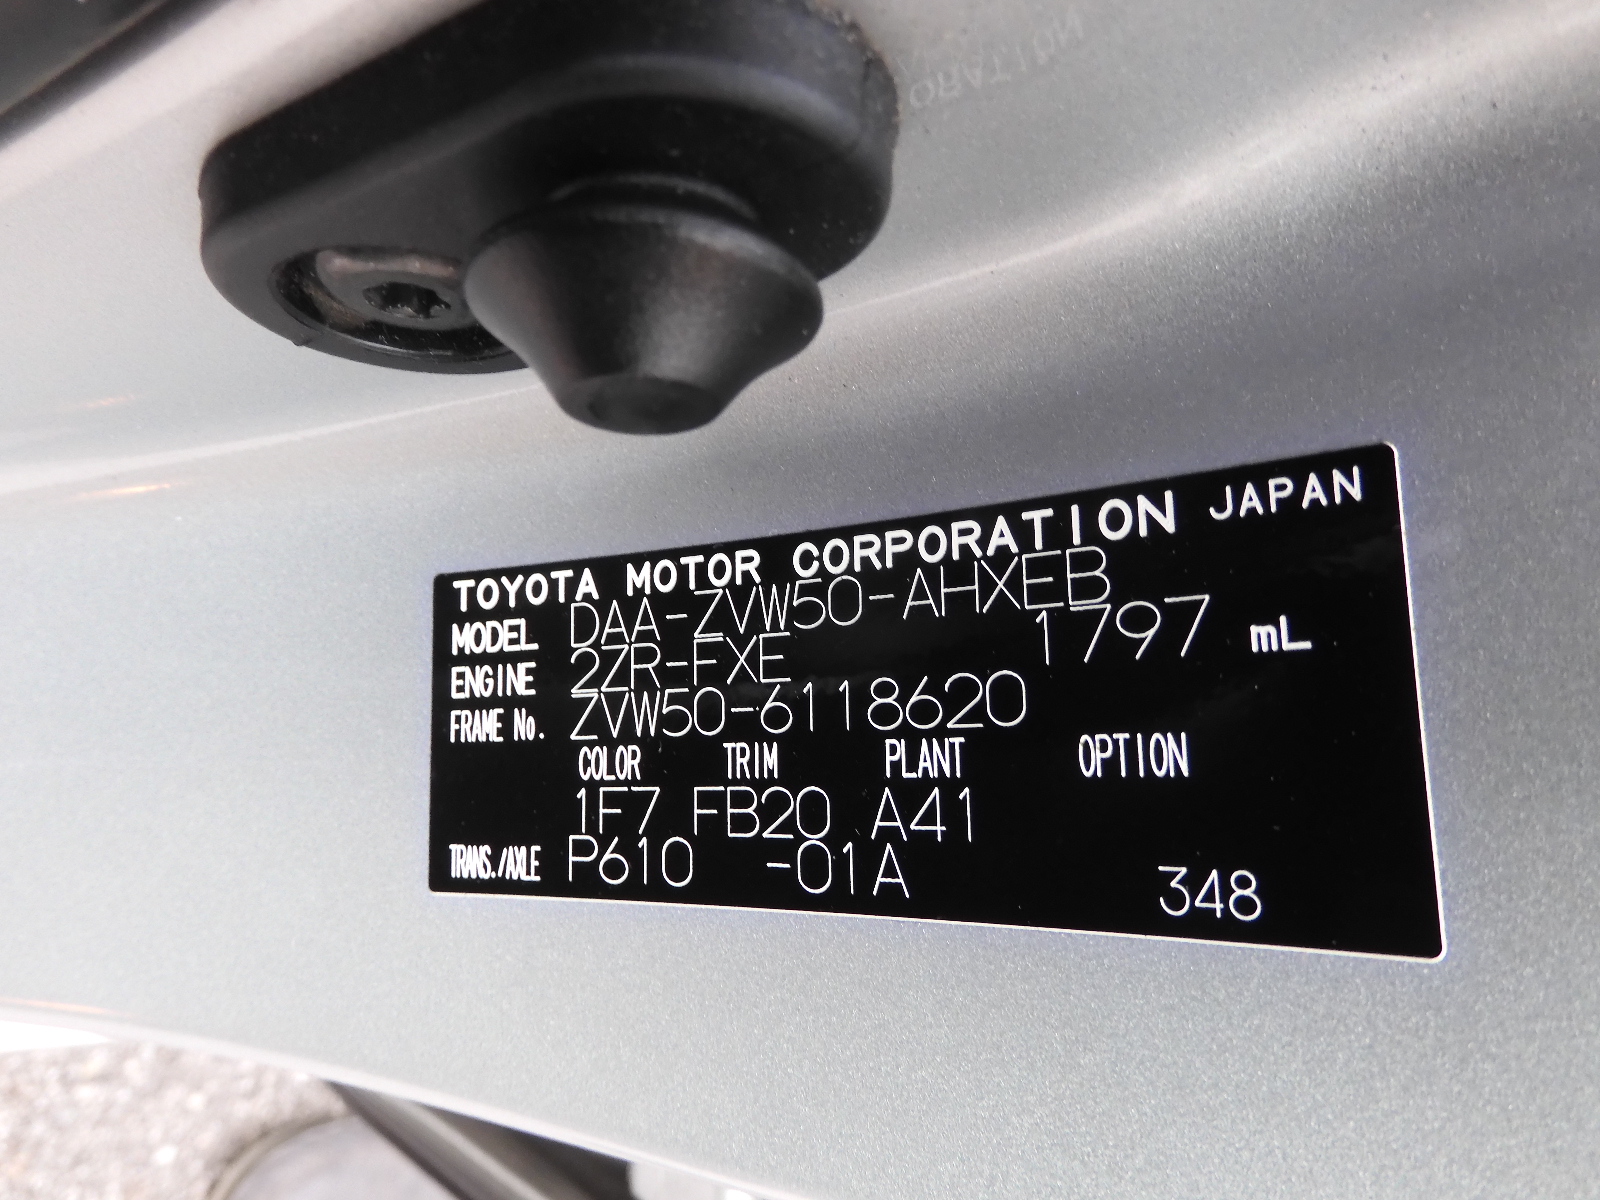 TOYOTA MOTOR CORPORATION JAPAN
MODEL DAA-ZVW50-AHXEB
ENGINE 2ZR-FXE 1797 mL
FRAME No. ZVW50-6118620
COLOR TRIM PLANT OPTION
1F7 FB20 A41
TRANS./AXLE P610 -01A 348